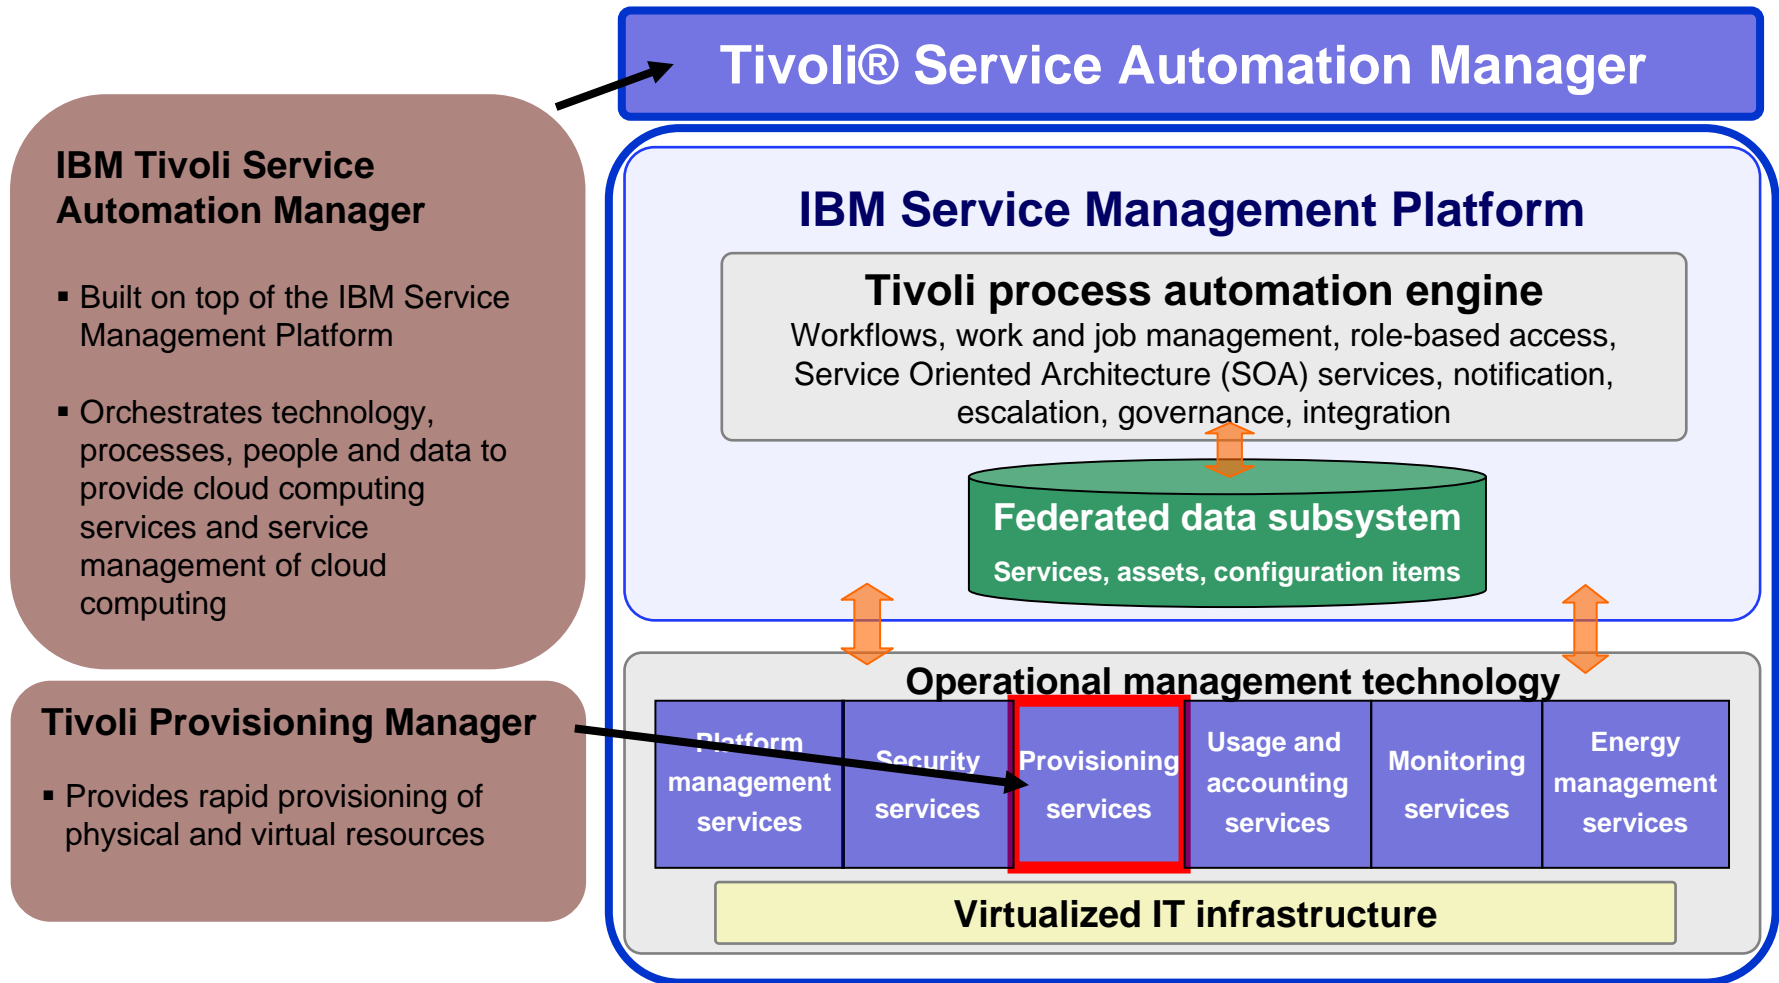 Tivoli® Service Automation Manager
IBM Tivoli Service
Automation Manager
▪ Built on top of the IBM Service
Management Platform
▪ Orchestrates technology,
processes, people and data to
provide cloud computing
services and service
management of cloud
computing
Tivoli Provisioning Manager
▪ Provides rapid provisioning of
physical and virtual resources
IBM Service Management Platform
Tivoli process automation engine
Workflows, work and job management, role-based access,
Service Oriented Architecture (SOA) services, notification,
escalation, governance, integration
Federated data subsystem
Services, assets, configuration items
Operational management technology
Platform
management
services
Security
services
Provisioning
services
Usage and
accounting
services
Monitoring
services
Energy
management
services
Virtualized IT infrastructure